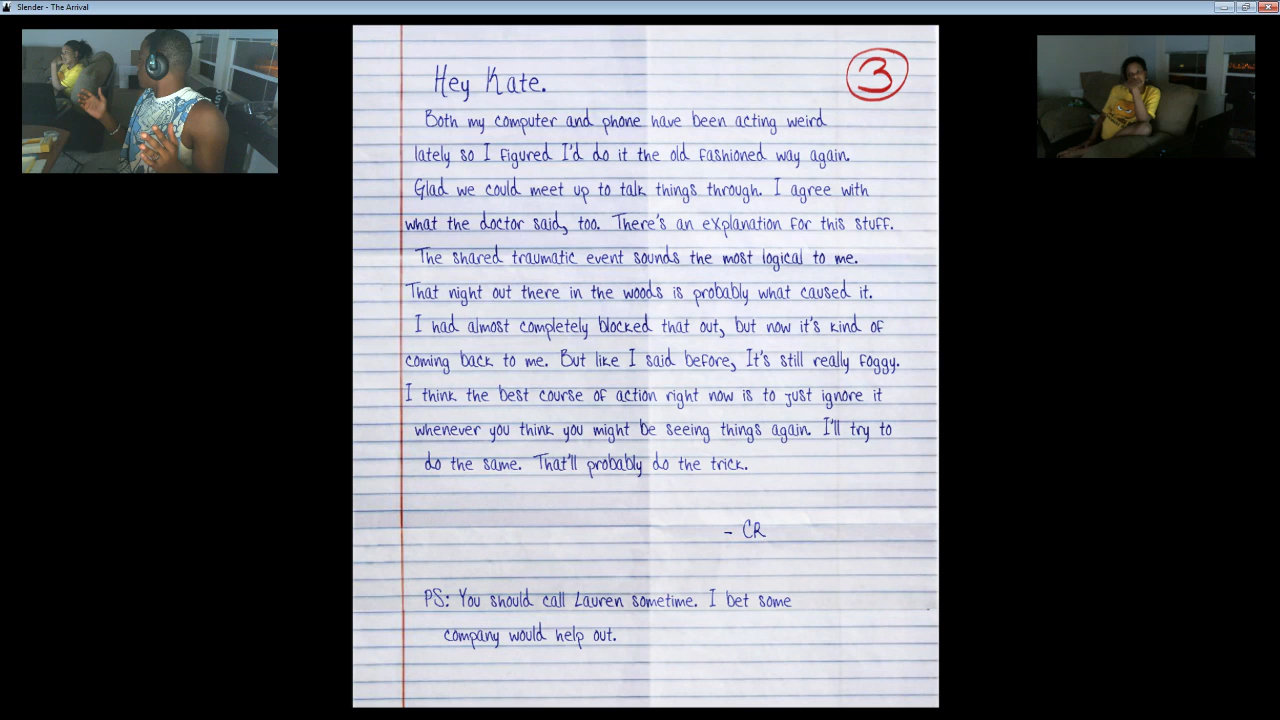 Slender - The Arrival
3
Hey Kate.
Both my computer and phone have been acting weird
lately so I figured I'd do it the old fashioned way again.
Glad we could meet up to talk things through. I agree with
what the doctor said, too. There's an explanation for this stuff.
The shared traumatic event sounds the most logical to me.
That night out there in the woods is probably what caused it.
I had almost completely blocked that out, but now it's kind of
coming back to me. But like I said before, It's still really foggy.
I think the best course of action right now is to just ignore it
whenever you think you might be seeing things again. I'll try to
do the same. That'll probably do the trick.
- CR
PS: You should call Lauren sometime. I bet some
company would help out.